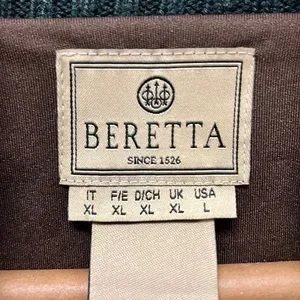 BERETTA
SINCE 1526
IT F/E D/CH UK USA
XL XL XL XL L